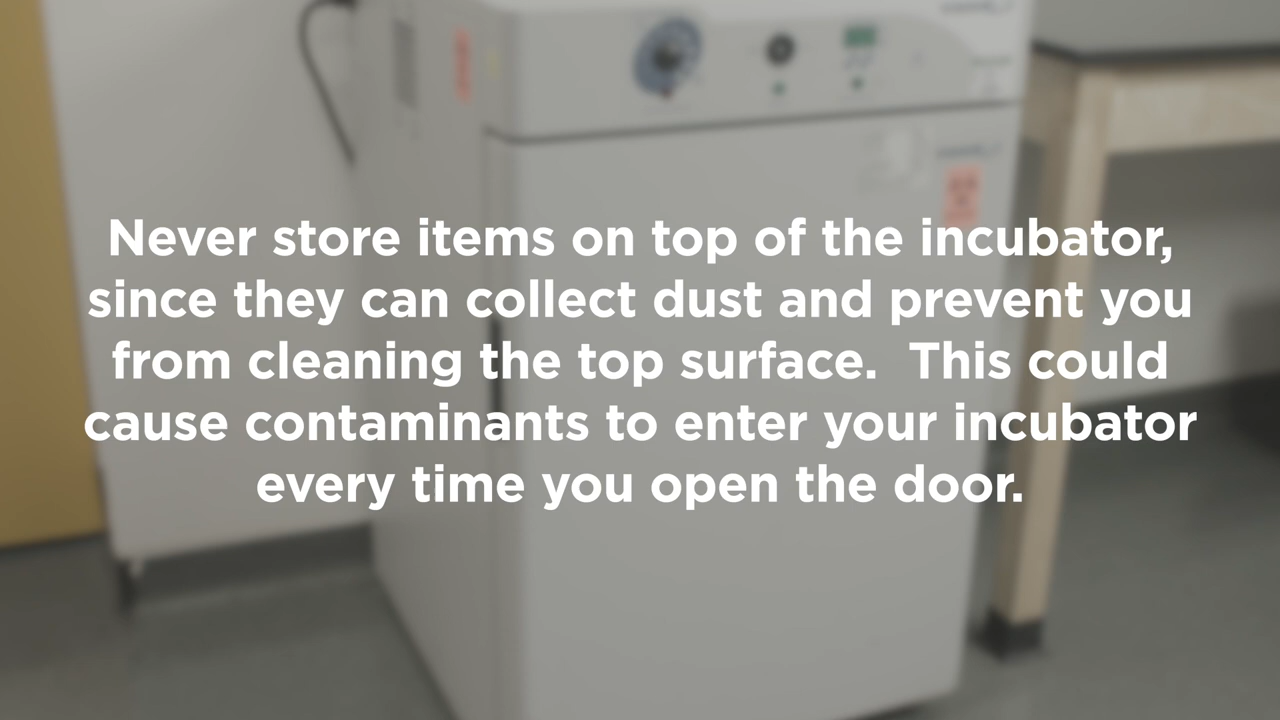 Never store items on top of the incubator,
since they can collect dust and prevent you
from cleaning the top surface.  This could
cause contaminants to enter your incubator
every time you open the door.